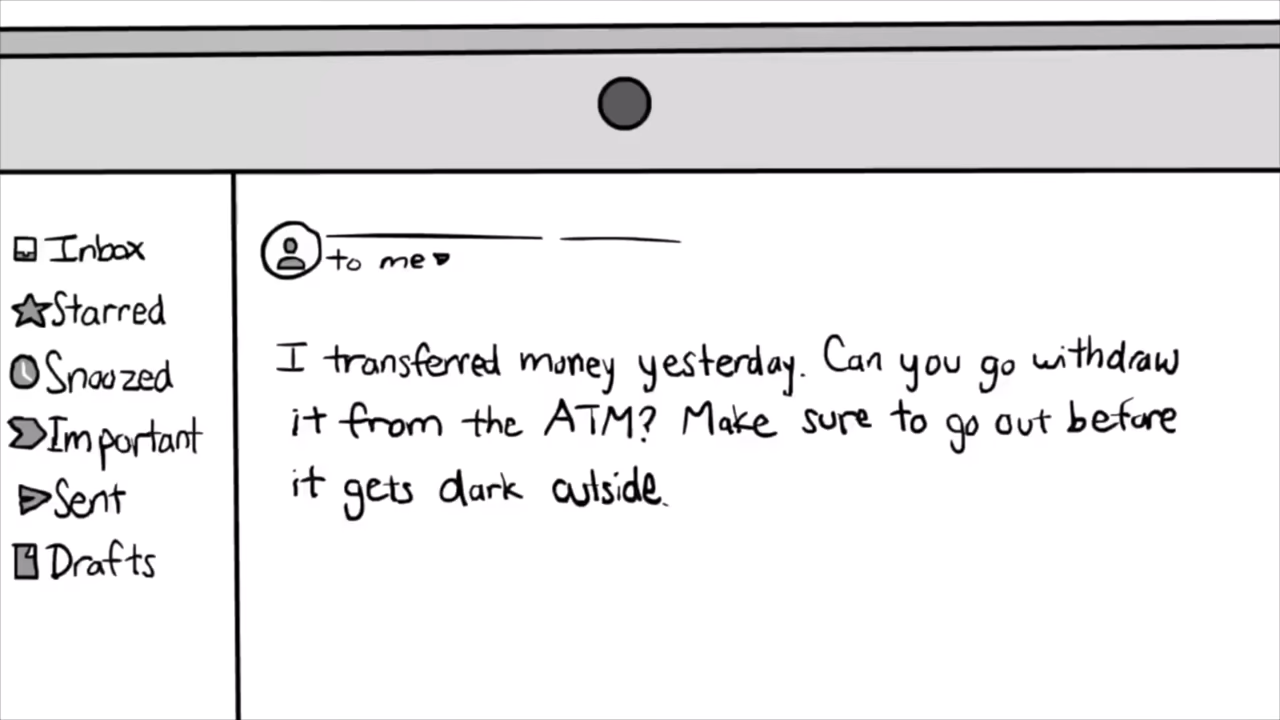 Inbox
Starred
Snoozed
Important
Sent
Drafts
to me
I transferred money yesterday. Can you go withdraw
it from the ATM? Make sure to go out before
it gets dark outside.